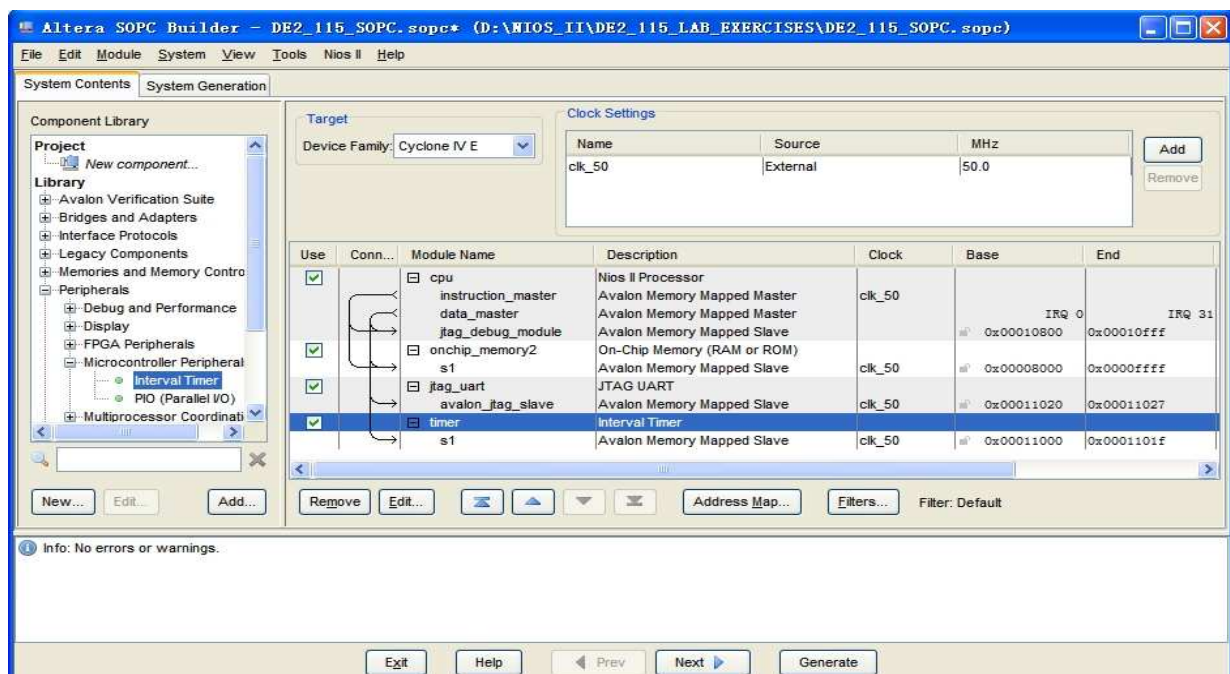 Altera SOPC Builder - DE2_115_SOPC.sopc* (D:\NIOS_II\DE2_115_LAB_EXERCISES\DE2_115_SOPC.sopc)
File Edit Module System View Tools Nios II Help
System Contents System Generation
Component Library
Project
New component...
Library
Avalon Verification Suite
Bridges and Adapters
Interface Protocols
Legacy Components
Memories and Memory Contro
Peripherals
Debug and Performance
Display
FPGA Peripherals
Microcontroller Peripheral
Interval Timer
PIO (Parallel I/O)
Multiprocessor Coordinati
New... Edit... Add...
Target
Device Family: Cyclone IV E
Clock Settings
Name Source MHz
clk_50 External 50.0
Add
Remove
Use Conn... Module Name Description Clock Base End
cpu Nios II Processor
instruction_master Avalon Memory Mapped Master clk_50
data_master Avalon Memory Mapped Master IRQ 0 IRQ 31
jtag_debug_module Avalon Memory Mapped Slave 0x00010800 0x00010fff
onchip_memory2 On-Chip Memory (RAM or ROM)
s1 Avalon Memory Mapped Slave clk_50 0x00008000 0x0000ffff
jtag_uart JTAG UART
avalon_jtag_slave Avalon Memory Mapped Slave clk_50 0x00011020 0x00011027
timer Interval Timer
s1 Avalon Memory Mapped Slave clk_50 0x00011000 0x0001101f
Remove Edit... Address Map... Filters... Filter: Default
Info: No errors or warnings.
Exit Help Prev Next Generate